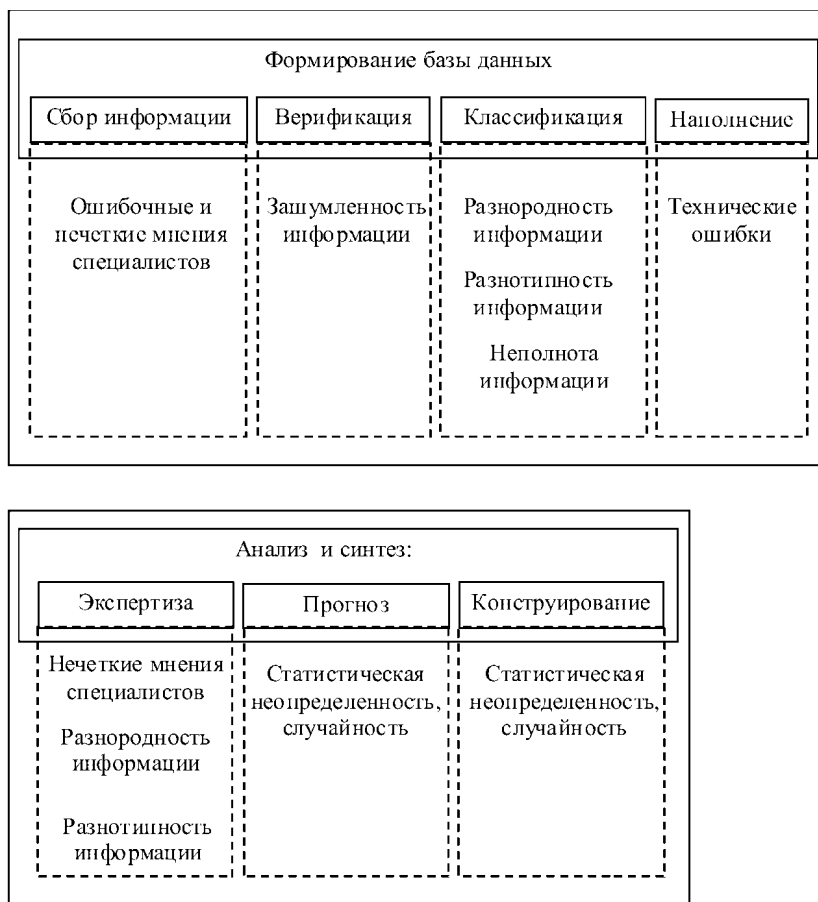 Формирование базы данных
Сбор информации
Верификация
Классификация
Наполнение
Ошибочные и
нечеткие мнения
специалистов
Зашумленность
информации
Разнородность
информации
Разнотипность
информации
Неполнота
информации
Технические
ошибки
Анализ и синтез:
Экспертиза
Прогноз
Конструирование
Нечеткие мнения
специалистов
Разнородность
информации
Разнотипность
информации
Статистическая
неопределенность,
случайность
Статистическая
неопределенность,
случайность